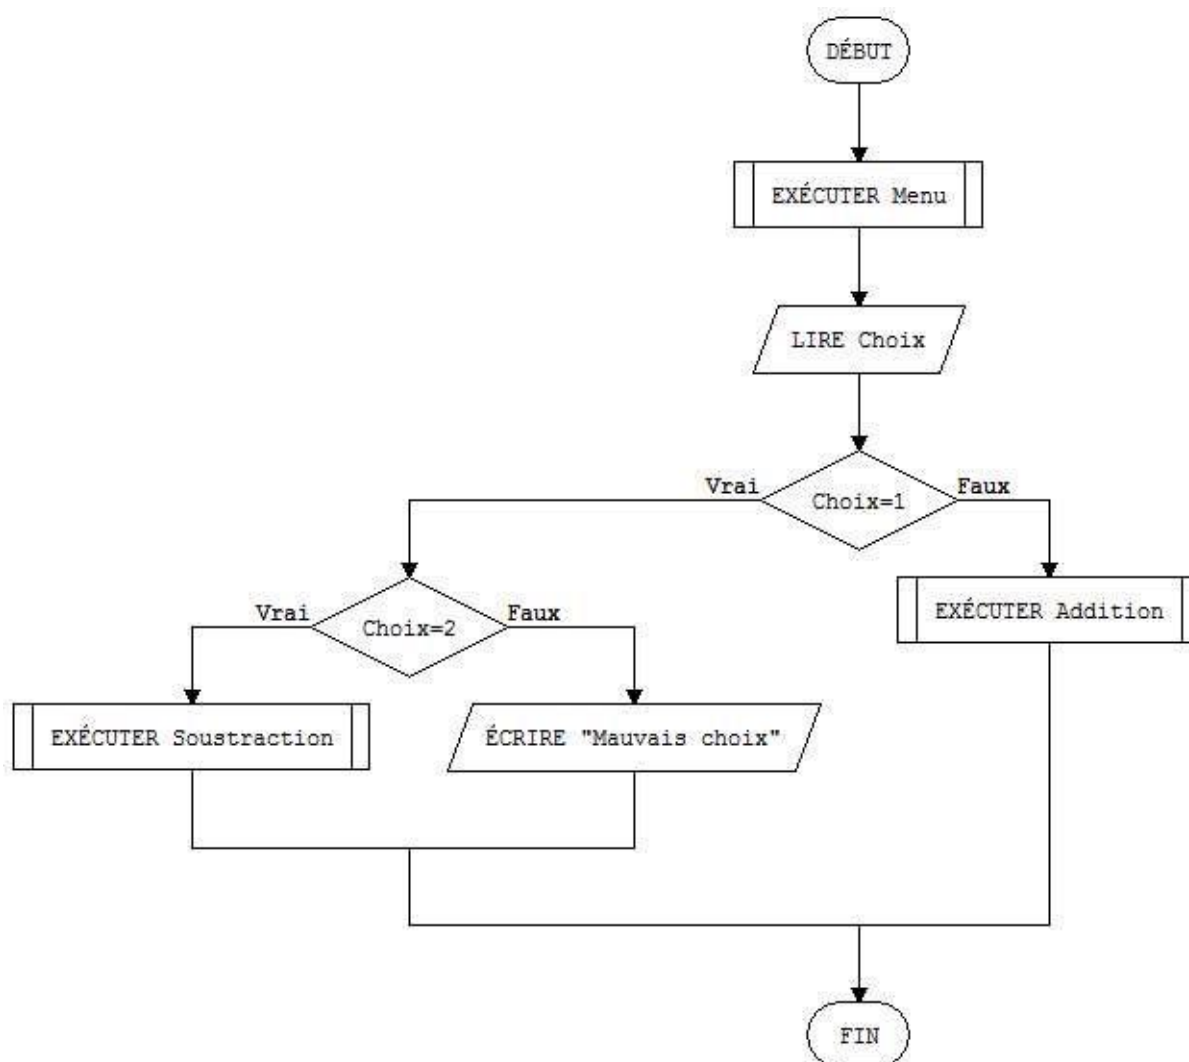 DÉBUT
EXÉCUTER Menu
LIRE Choix
Vrai
Choix=1
Faux
Vrai
Choix=2
Faux
EXÉCUTER Addition
EXÉCUTER Soustraction
ÉCRIRE "Mauvais choix"
FIN